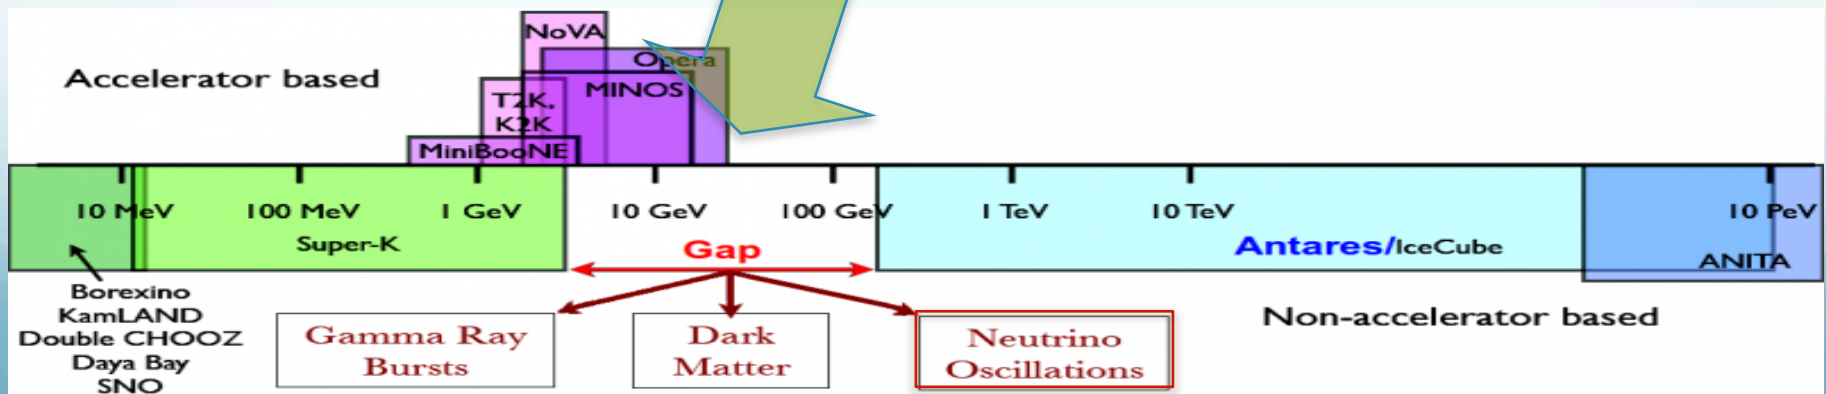 NoVA
Opera
Accelerator based
MINOS
T2K,
K2K
MiniBooNE
10 MeV 100 MeV 1 GeV 10 GeV 100 GeV 1 TeV 10 TeV 10 PeV
Super-K
Gap
Antares/IceCube
ANITA
Borexino
KamLAND
Double CHOOZ
Daya Bay
SNO
Gamma Ray
Bursts
Dark
Matter
Neutrino
Oscillations
Non-accelerator based